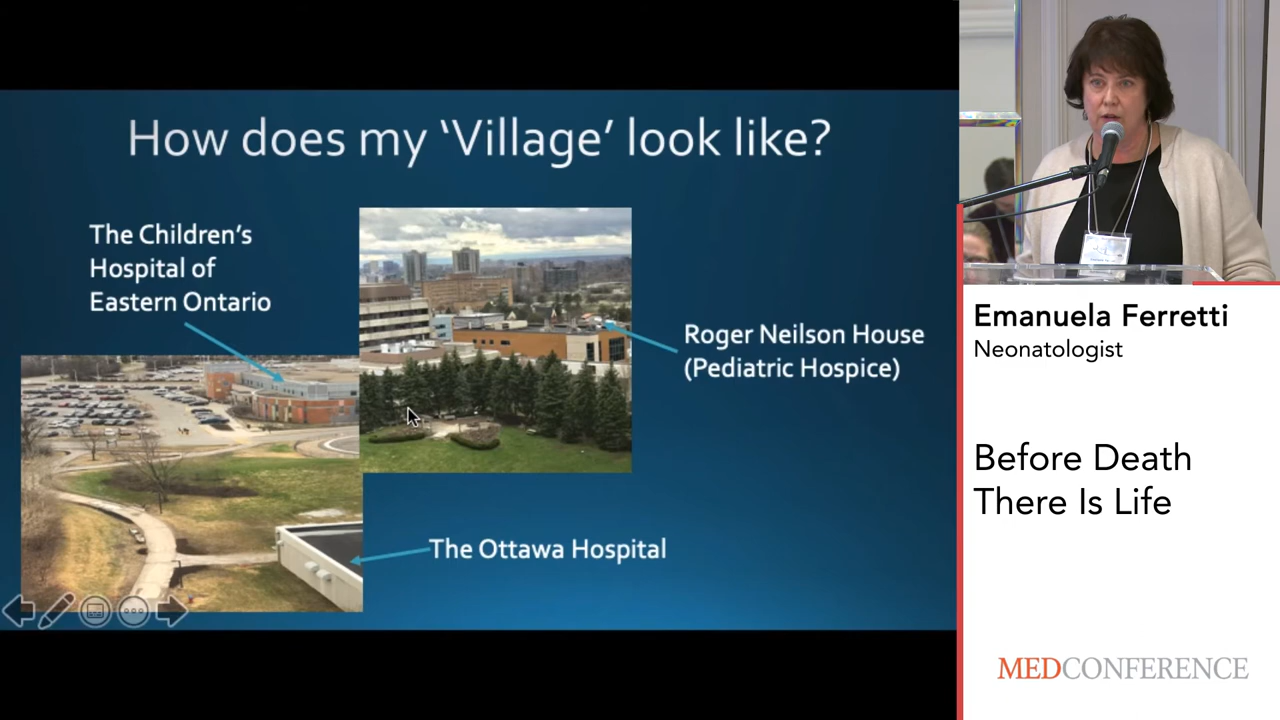 How does my ‘Village’ look like?
The Children’s
Hospital of
Eastern Ontario
Roger Neilson House
(Pediatric Hospice)
The Ottawa Hospital
Emanuela Ferretti
Neonatologist
Before Death
There Is Life
MEDCONFERENCE